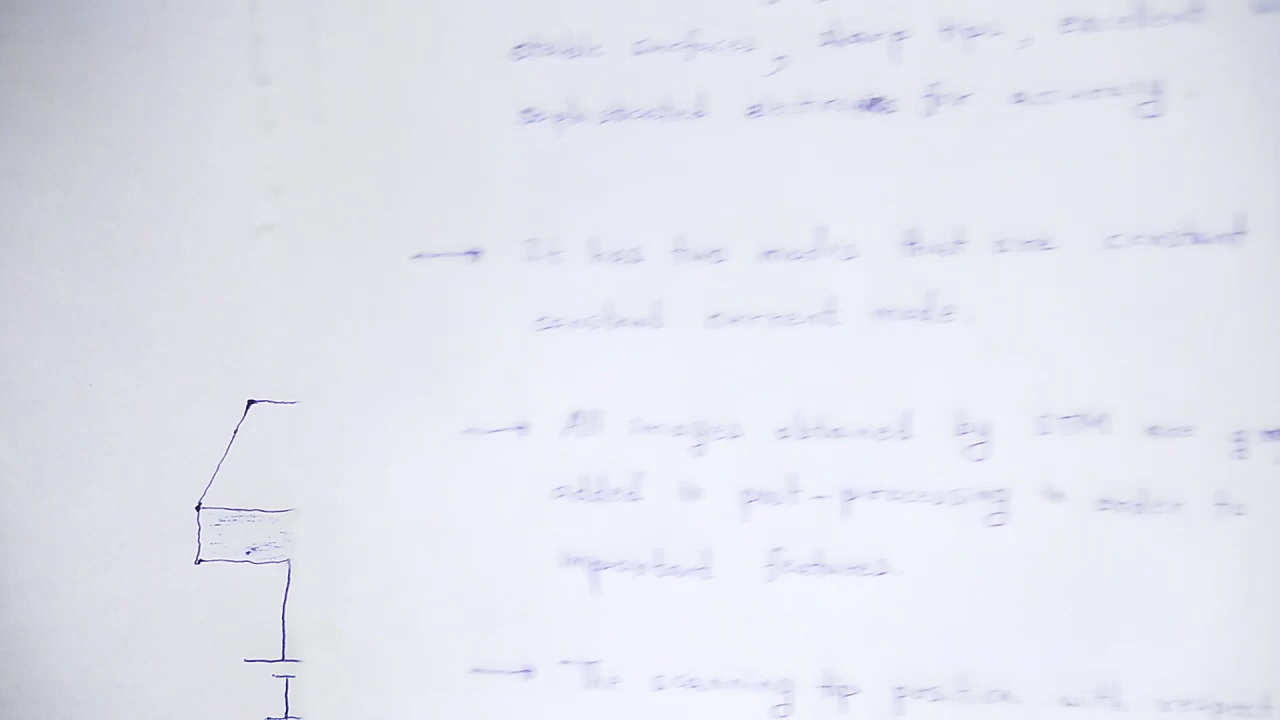 stable surfaces, sharp tips, excellent
sophisticated electronics for accuracy.
→ It has two modes that are constant
constant current mode.
→ All images obtained by STM are
added in post-processing in order to
important features.
→ The scanning tip position with respect